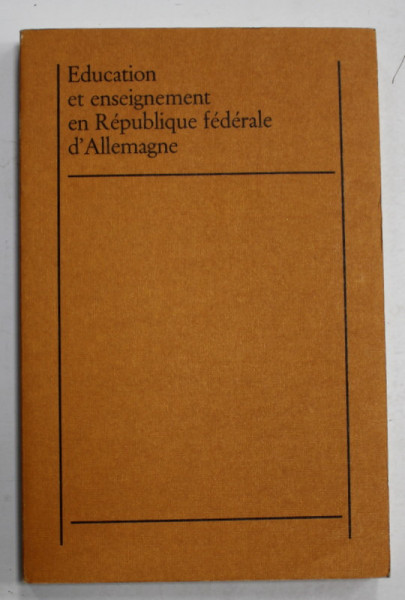 Education
et enseignement
en République fédérale
d'Allemagne